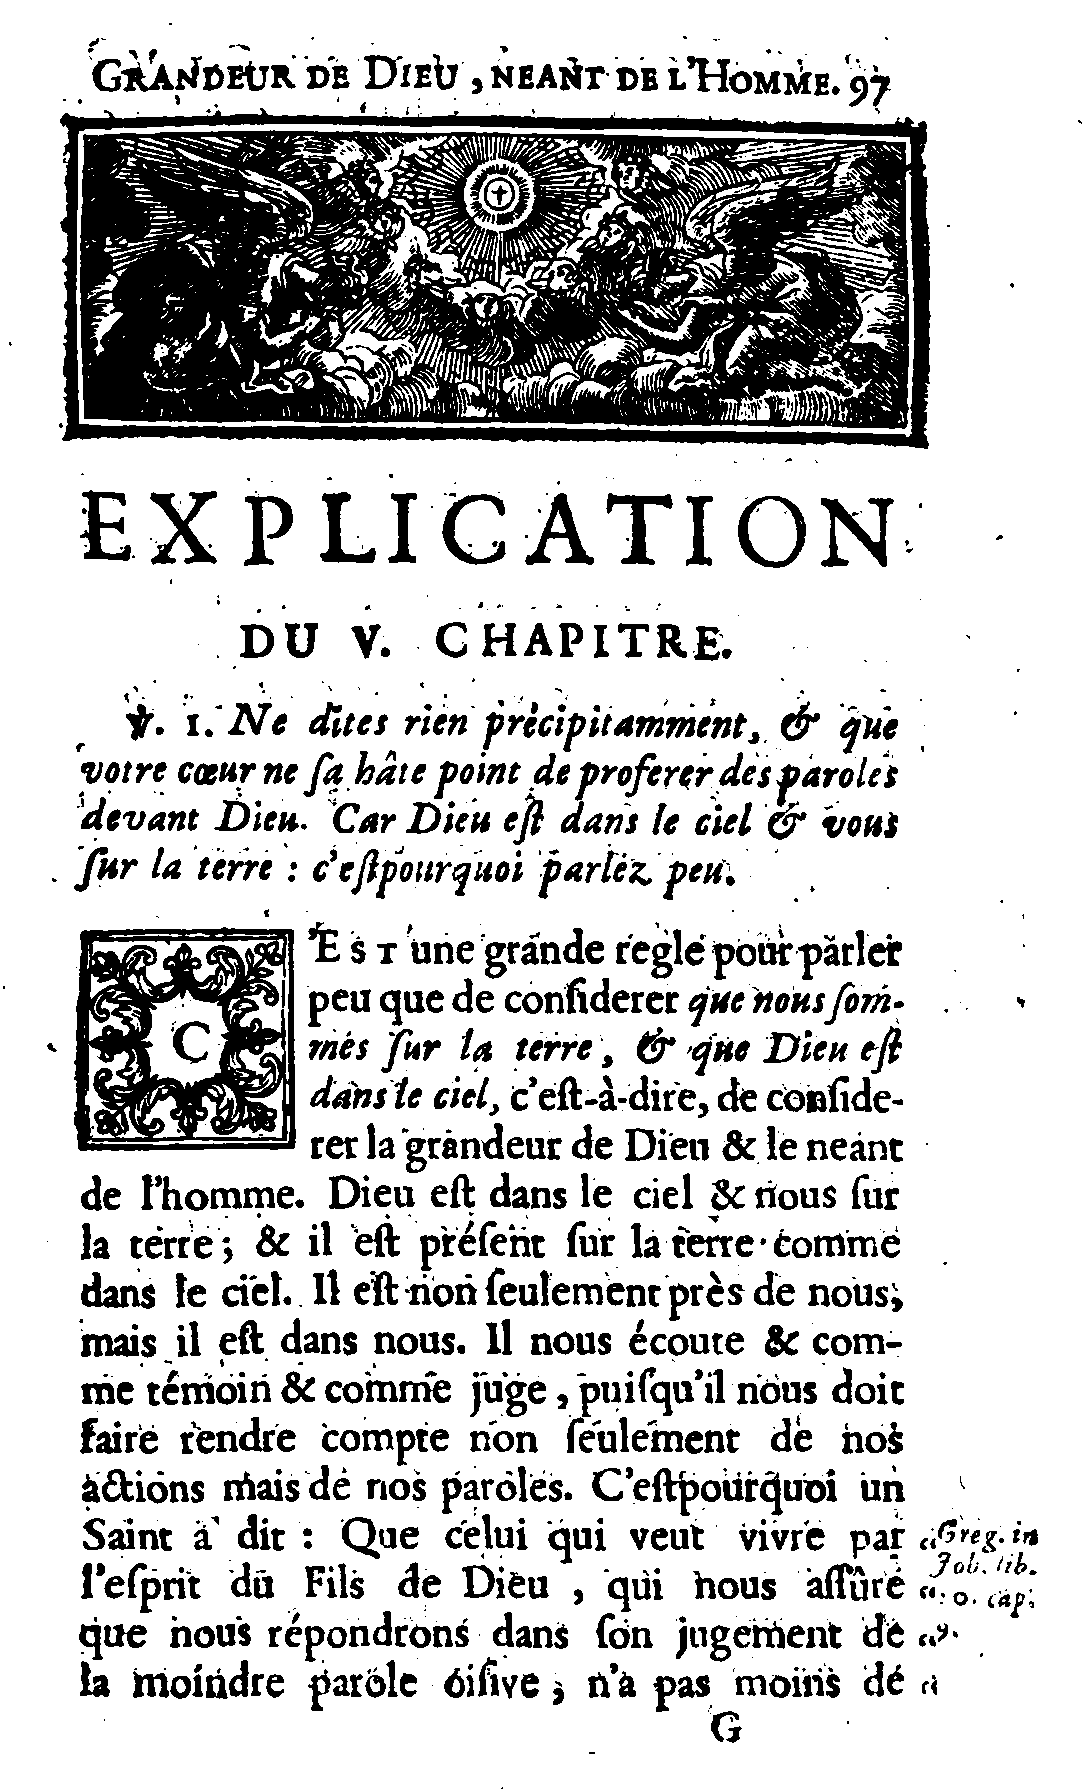 GRANDEUR DE DIEU, NEANT DE L'HOMME. 97
EXPLICATION
DU V. CHAPITRE.
℣. 1. Ne dites rien précipitamment, & que
votre cœur ne ſa hâte point de proferer des paroles
devant Dieu. Car Dieu eſt dans le ciel & vous
ſur la terre : c'eſtpourquoi parlez peu.
C'EST une grande regle pour parler
peu que de conſiderer que nous ſom-
mes ſur la terre, & que Dieu eſt
dans le ciel, c'eſt-à-dire, de conſide-
rer la grandeur de Dieu & le neant
de l'homme. Dieu eſt dans le ciel & nous ſur
la terre; & il eſt préſent ſur la terre comme
dans le ciel. Il eſt non ſeulement près de nous;
mais il eſt dans nous. Il nous écoute & com-
me témoin & comme juge, puiſqu'il nous doit
faire rendre compte non ſeulement de nos
actions mais de nos paroles. C'eſtpourquoi un
Saint a dit : Que celui qui veut vivre par
l'eſprit du Fils de Dieu, qui nous aſſûre
que nous répondrons dans ſon jugement de
la moindre parole oiſive, n'a pas moins de
“Greg. in
Job. lib.
“ 0. cap.
“9.
G